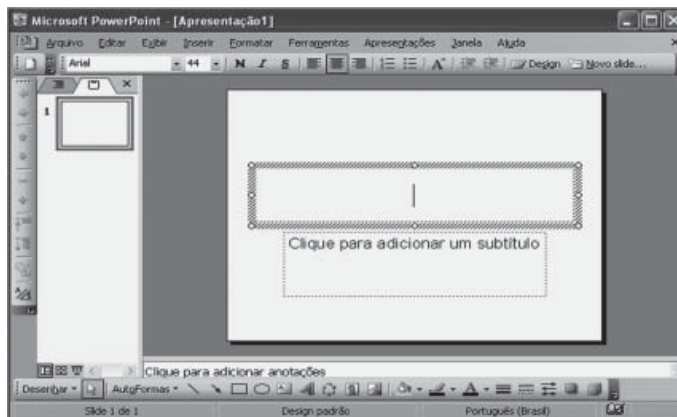 Microsoft PowerPoint - [Apresentação1]
Arquivo Editar Exibir Inserir Formatar Ferramentas Apresentações Janela Ajuda
Arial 44 N I S Design Novo slide...
1
Clique para adicionar um subtítulo
Clique para adicionar anotações
Desenhar AutoFormas
Slide 1 de 1 Design padrão Português (Brasil)